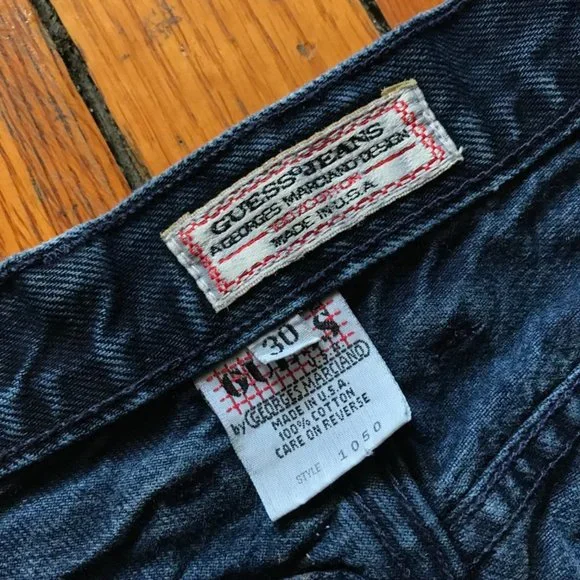 GUESS® JEANS
A GEORGES MARCIANO DESIGN
100% COTTON
MADE IN U.S.A.
30
GUESS
U.S.A.
by GEORGES MARCIANO
MADE IN U.S.A.
100% COTTON
CARE ON REVERSE
STYLE 1050